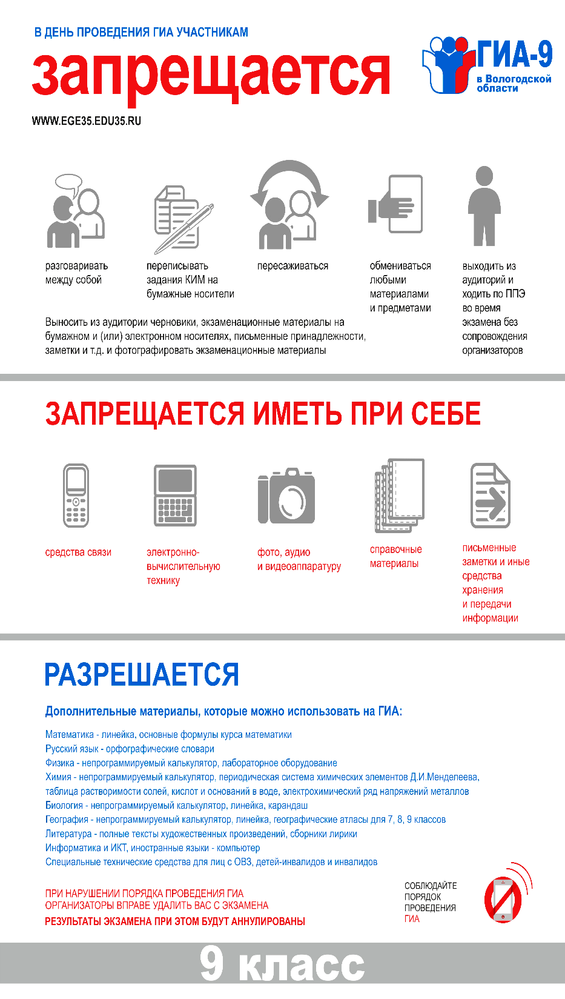 В ДЕНЬ ПРОВЕДЕНИЯ ГИА УЧАСТНИКАМ
запрещается
WWW.EGE35.EDU35.RU
ГИА-9
в Вологодской
области
разговаривать
между собой
переписывать
задания КИМ на
бумажные носители
пересаживаться
обмениваться
любыми
материалами
и предметами
выходить из
аудиторий и
ходить по ППЭ
во время
экзамена без
сопровождения
организаторов
Выносить из аудитории черновики, экзаменационные материалы на
бумажном и (или) электронном носителях, письменные принадлежности,
заметки и т.д. и фотографировать экзаменационные материалы
ЗАПРЕЩАЕТСЯ ИМЕТЬ ПРИ СЕБЕ
средства связи
электронно-
вычислительную
технику
фото, аудио
и видеоаппаратуру
справочные
материалы
письменные
заметки и иные
средства
хранения
и передачи
информации
РАЗРЕШАЕТСЯ
Дополнительные материалы, которые можно использовать на ГИА:
Математика - линейка, основные формулы курса математики
Русский язык - орфографические словари
Физика - непрограммируемый калькулятор, лабораторное оборудование
Химия - непрограммируемый калькулятор, периодическая система химических элементов Д.И.Менделеева,
таблица растворимости солей, кислот и оснований в воде, электрохимический ряд напряжений металлов
Биология - непрограммируемый калькулятор, линейка, карандаш
География - непрограммируемый калькулятор, линейка, географические атласы для 7, 8, 9 классов
Литература - полные тексты художественных произведений, сборники лирики
Информатика и ИКТ, иностранные языки - компьютер
Специальные технические средства для лиц с ОВЗ, детей-инвалидов и инвалидов
ПРИ НАРУШЕНИИ ПОРЯДКА ПРОВЕДЕНИЯ ГИА
ОРГАНИЗАТОРЫ ВПРАВЕ УДАЛИТЬ ВАС С ЭКЗАМЕНА
РЕЗУЛЬТАТЫ ЭКЗАМЕНА ПРИ ЭТОМ БУДУТ АННУЛИРОВАНЫ
СОБЛЮДАЙТЕ
ПОРЯДОК
ПРОВЕДЕНИЯ
ГИА
9 класс